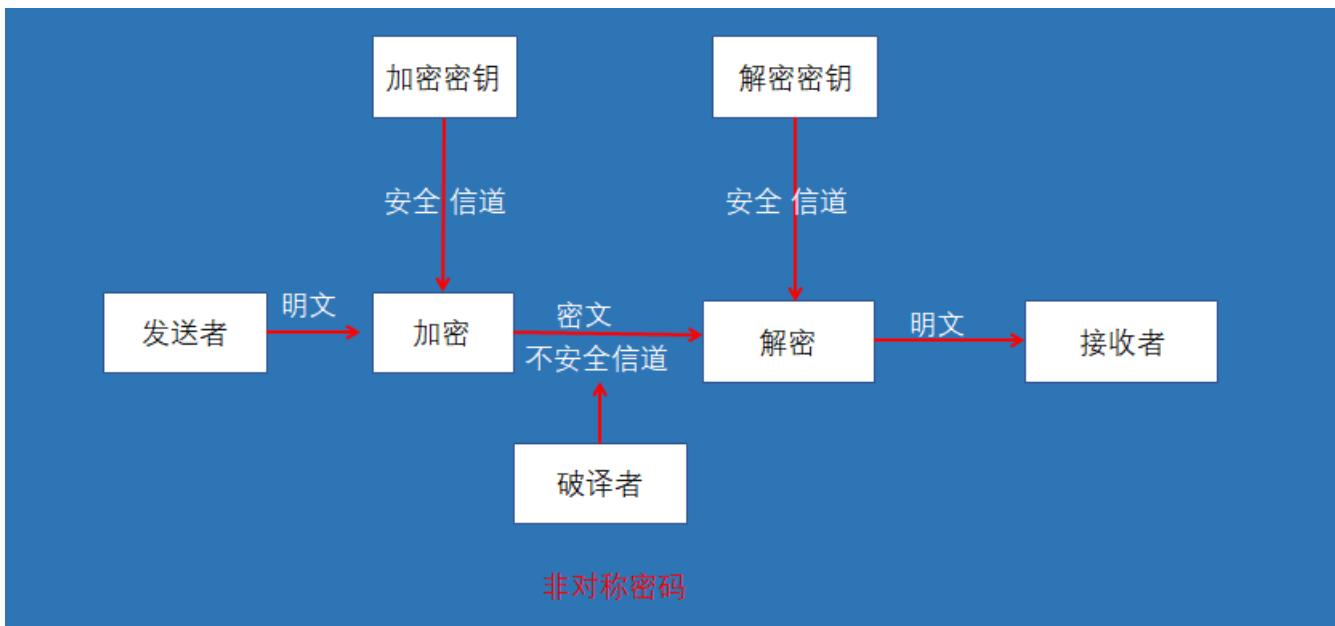 加密密钥
解密密钥
安全 信道
安全 信道
发送者
明文
加密
密文
不安全信道
解密
明文
接收者
破译者
非对称密码